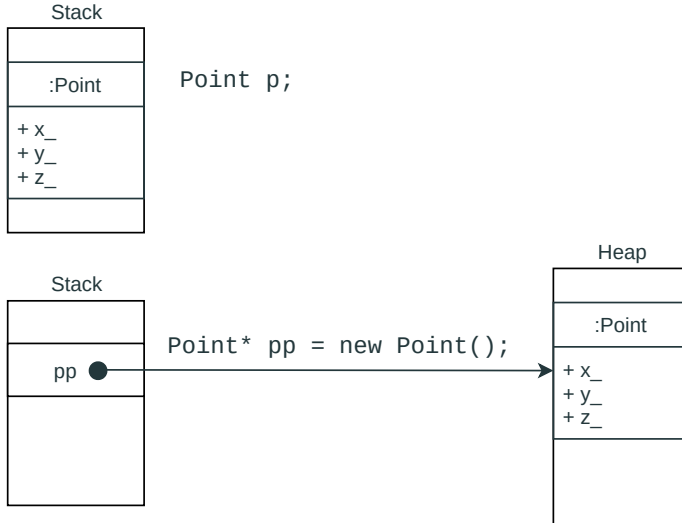 Stack
:Point
Point p;
+ x_
+ y_
+ z_
Heap
Stack
:Point
Point* pp = new Point();
pp
+ x_
+ y_
+ z_